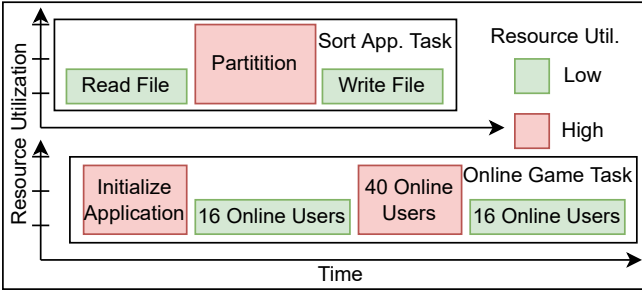 Resource Utilization
Sort App. Task
Read File
Partitition
Write File
Resource Util.
Low
High
Online Game Task
Initialize
Application
16 Online Users
40 Online
Users
16 Online Users
Time